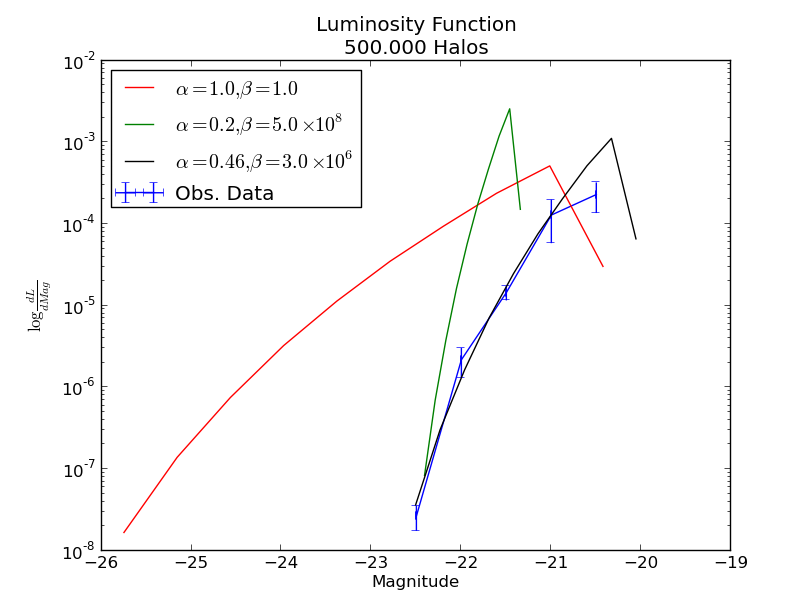 Luminosity Function
500.000 Halos
10^-2
10^-3
10^-4
10^-5
10^-6
10^-7
10^-8
log dL/dMag
α=1.0,β=1.0
α=0.2,β=5.0×10^8
α=0.46,β=3.0×10^6
Obs. Data
−26 −25 −24 −23 −22 −21 −20 −19
Magnitude